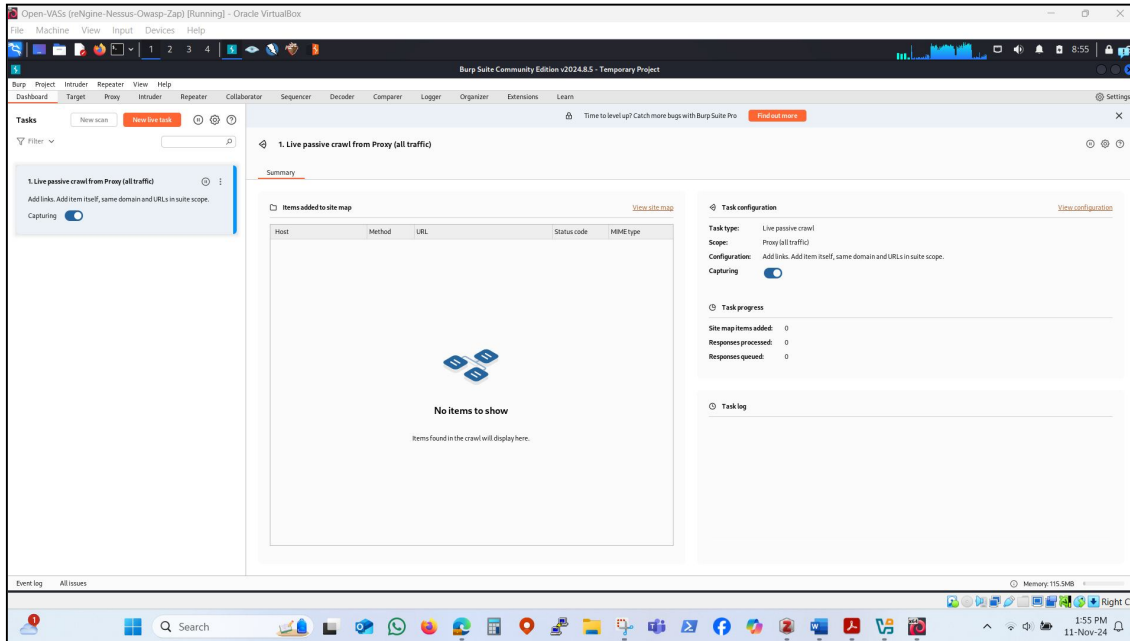 Open-VASs (reNgine-Nessus-Owasp-Zap) [Running] - Oracle VirtualBox
File Machine View Input Devices Help
1 2 3 4
8:55
Burp Suite Community Edition v2024.8.5 - Temporary Project
Burp Project Intruder Repeater View Help
Dashboard Target Proxy Intruder Repeater Collaborator Sequencer Decoder Comparer Logger Organizer Extensions Learn
Settings
Tasks New scan New live task
Time to level up? Catch more bugs with Burp Suite Pro Find out more
Filter
1. Live passive crawl from Proxy (all traffic)
Summary
1. Live passive crawl from Proxy (all traffic)
Add links. Add item itself, same domain and URLs in suite scope.
Capturing
Items added to site map View site map
Host Method URL Status code MIME type
No items to show
Items found in the crawl will display here.
Task configuration View configuration
Task type: Live passive crawl
Scope: Proxy (all traffic)
Configuration: Add links. Add item itself, same domain and URLs in suite scope.
Capturing
Task progress
Site map items added: 0
Responses processed: 0
Responses queued: 0
Task log
Event log All issues
Memory: 115.5MB
Right C
Search
1:55 PM
11-Nov-24